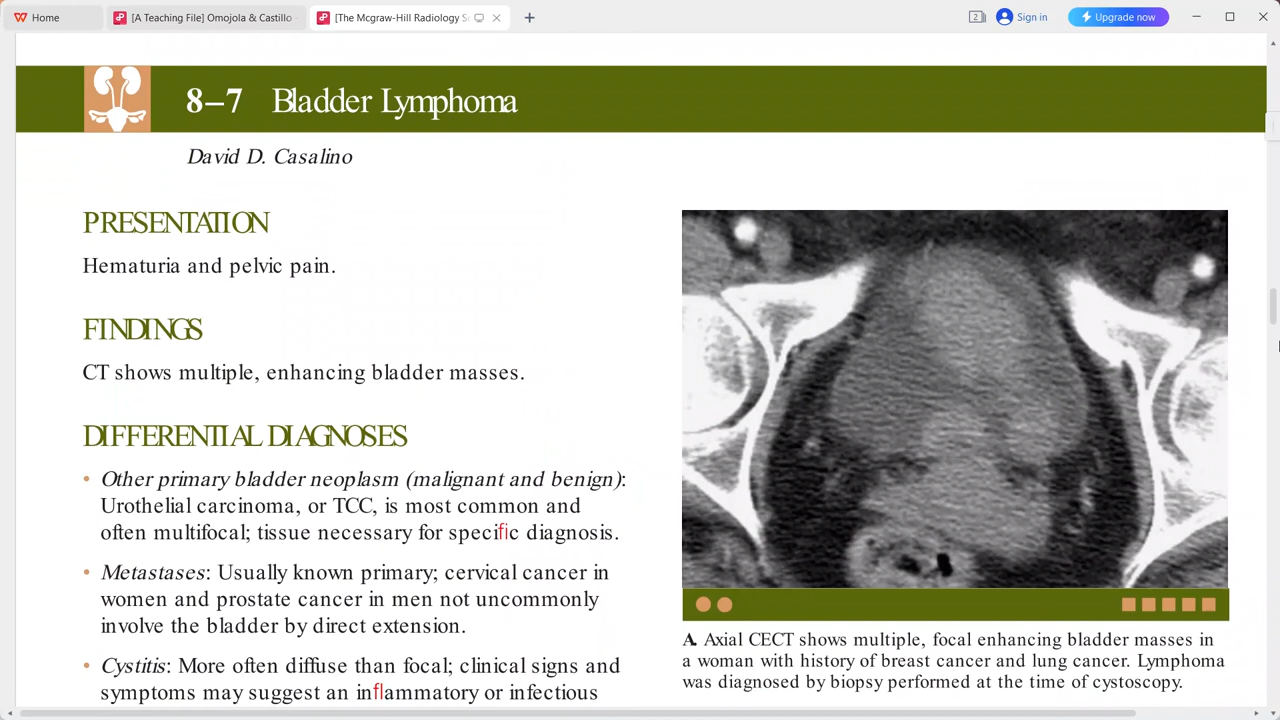 Home
[A Teaching File] Omojola & Castillo
[The Mcgraw-Hill Radiology S
2
Sign in
Upgrade now
8–7 Bladder Lymphoma
David D. Casalino
PRESENTATION
Hematuria and pelvic pain.
FINDINGS
CT shows multiple, enhancing bladder masses.
DIFFERENTIAL DIAGNOSES
• Other primary bladder neoplasm (malignant and benign):
Urothelial carcinoma, or TCC, is most common and
often multifocal; tissue necessary for specific diagnosis.
• Metastases: Usually known primary; cervical cancer in
women and prostate cancer in men not uncommonly
involve the bladder by direct extension.
• Cystitis: More often diffuse than focal; clinical signs and
symptoms may suggest an inflammatory or infectious
A. Axial CECT shows multiple, focal enhancing bladder masses in
a woman with history of breast cancer and lung cancer. Lymphoma
was diagnosed by biopsy performed at the time of cystoscopy.